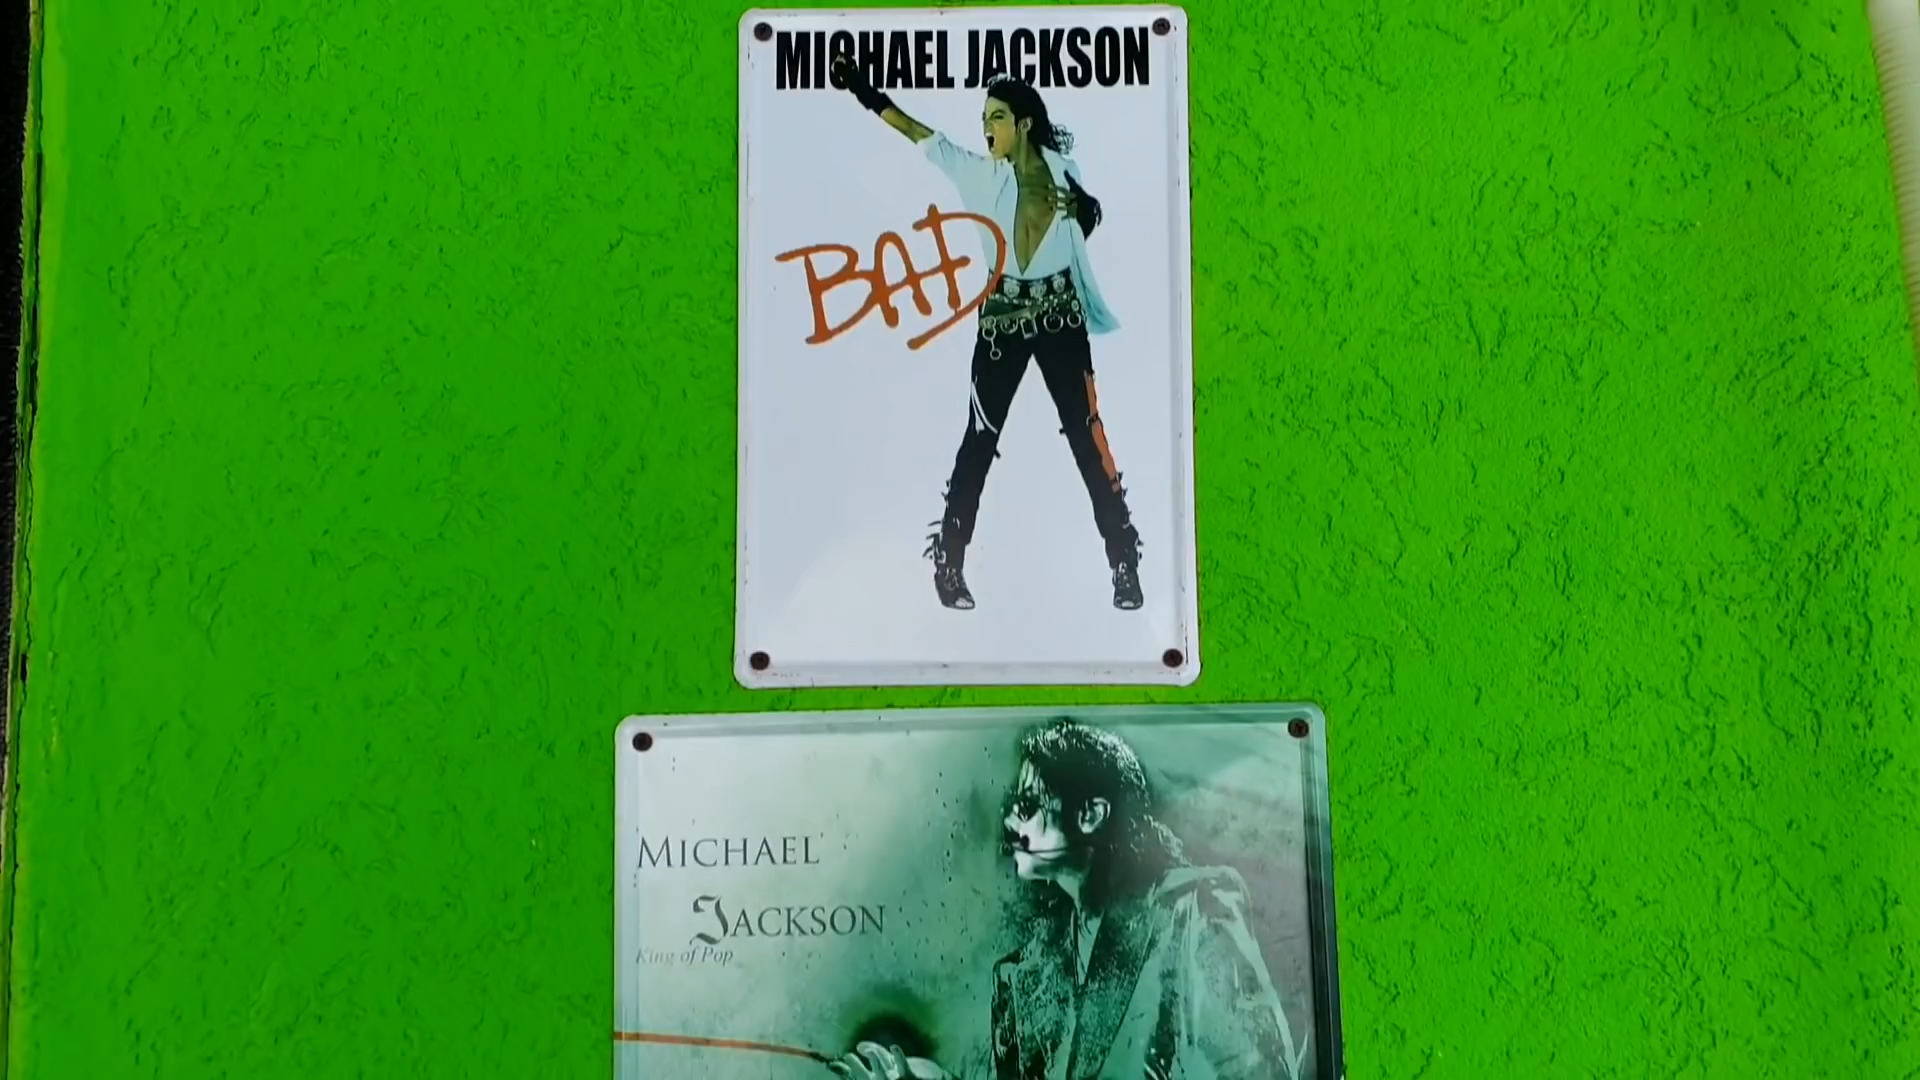 MICHAEL JACKSON
BAD
MICHAEL
JACKSON
King of Pop